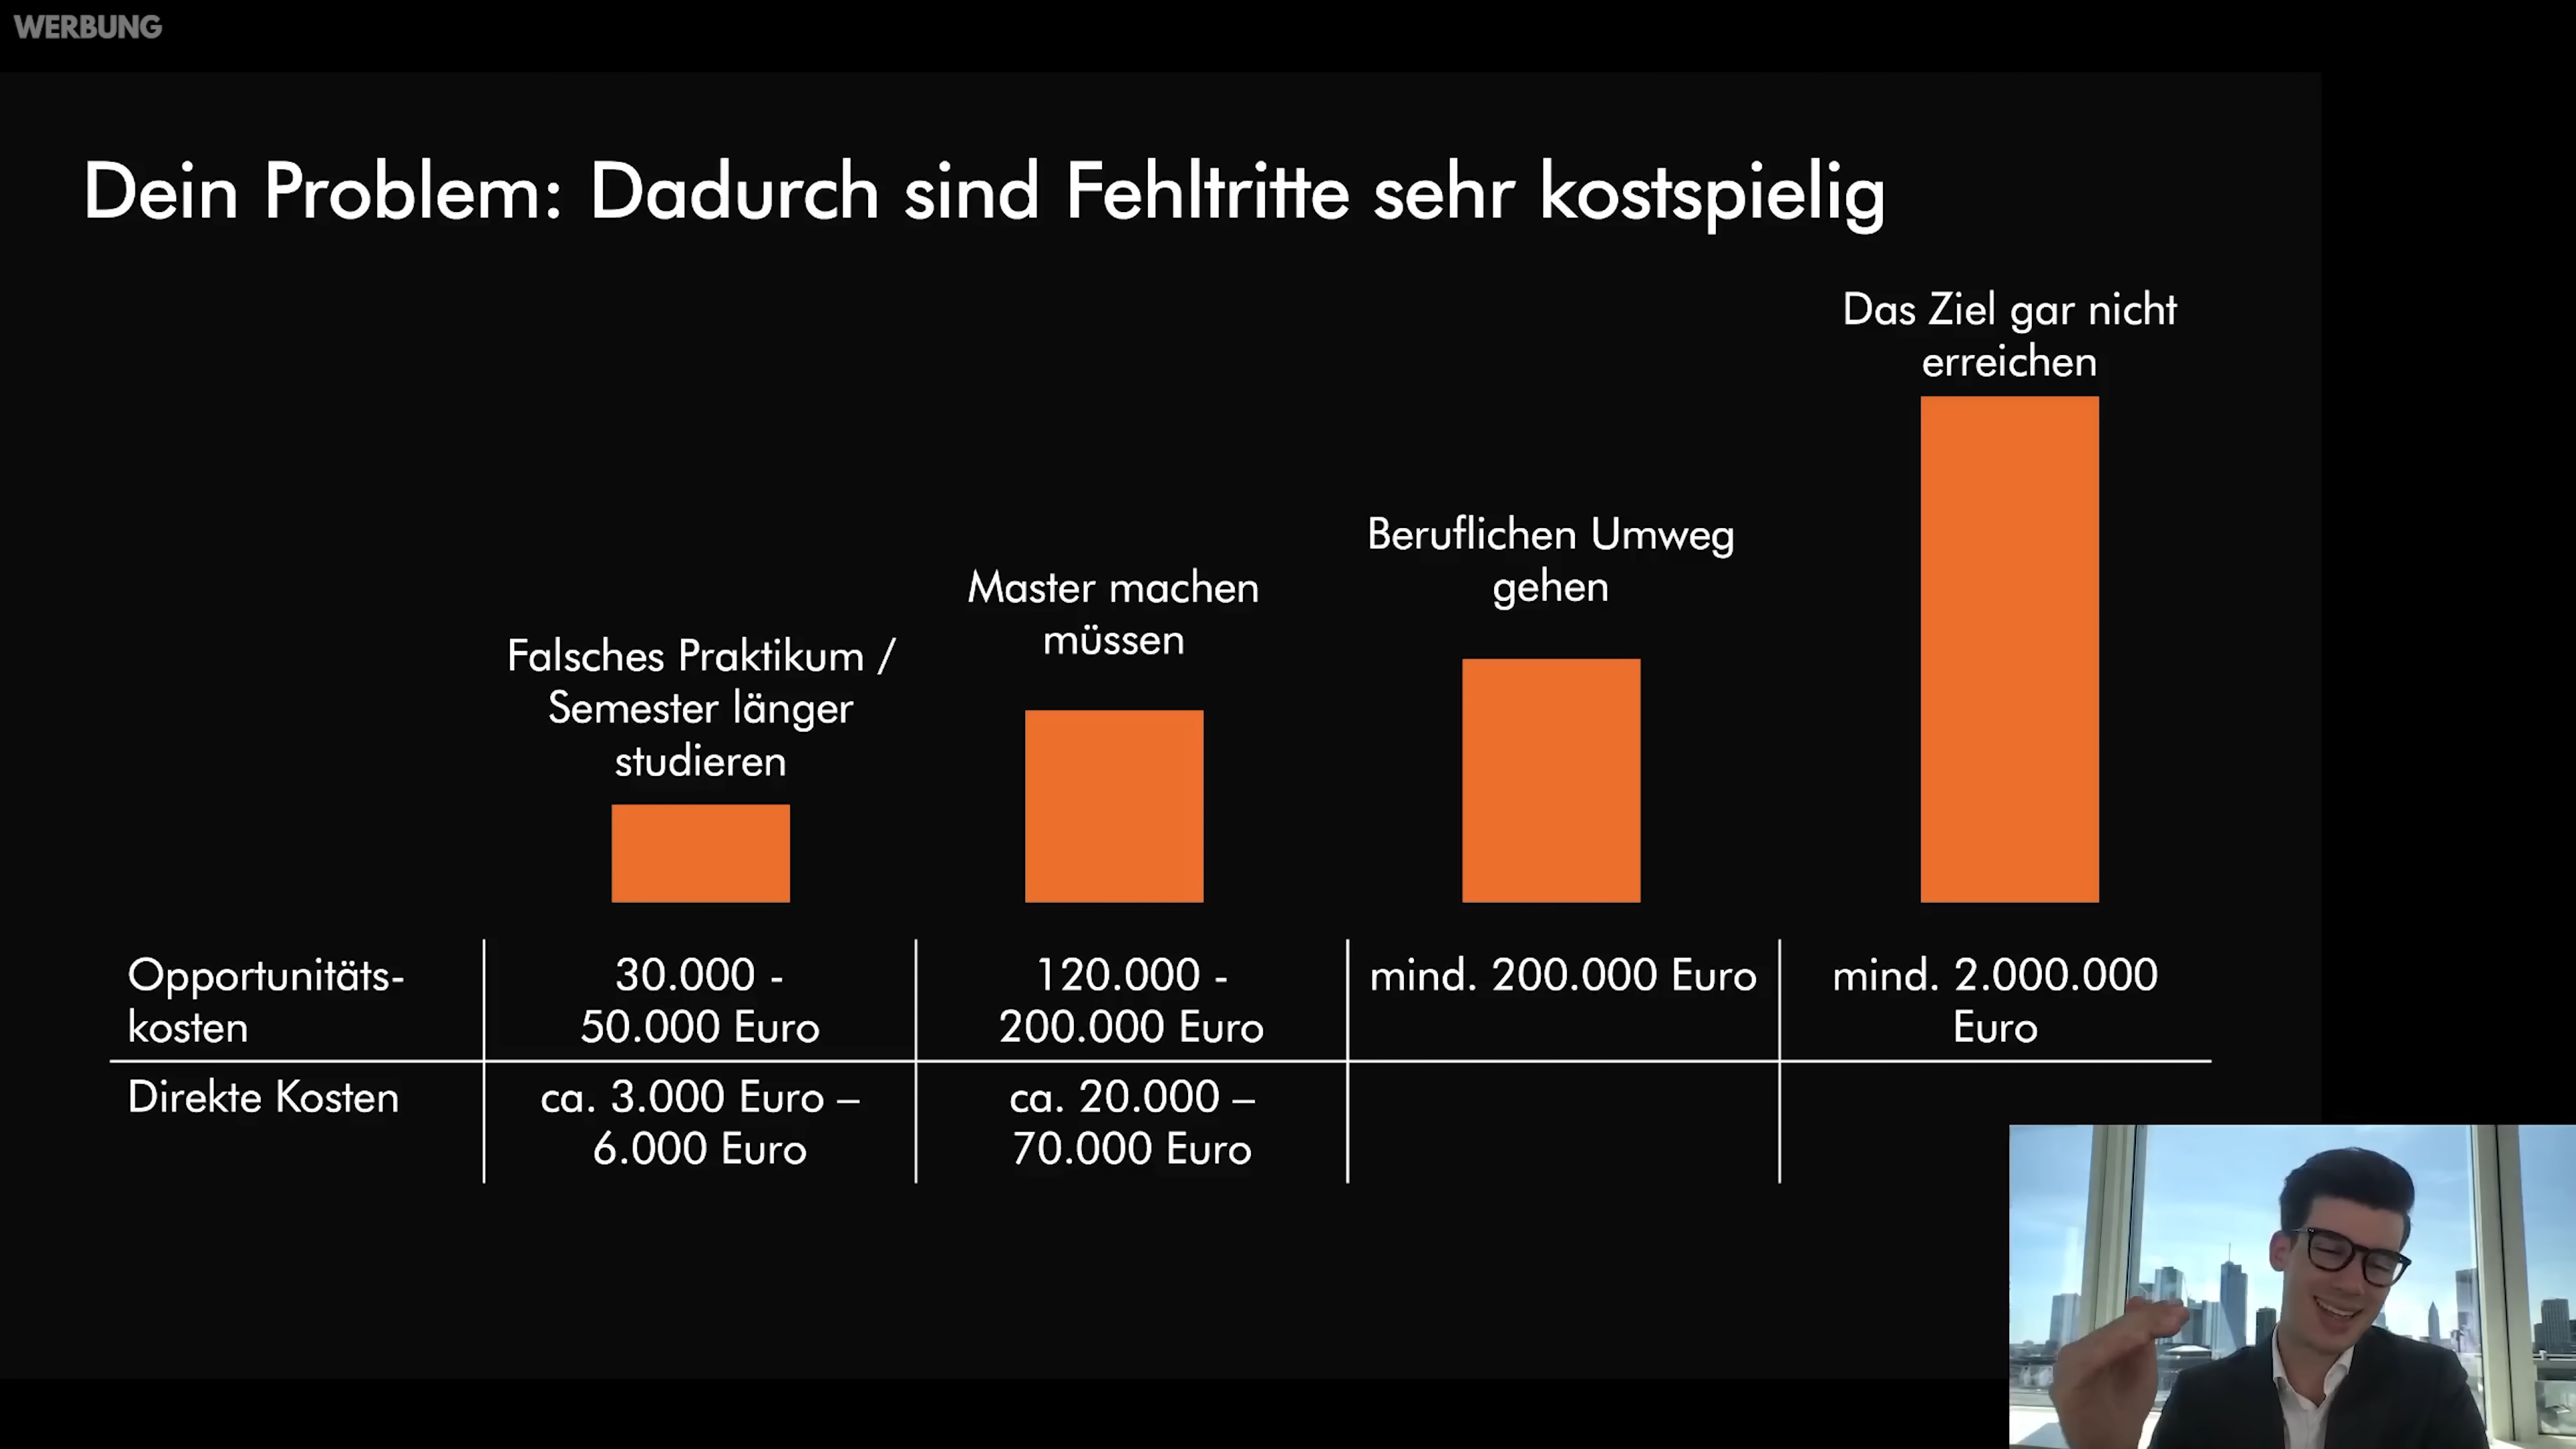 WERBUNG
Dein Problem: Dadurch sind Fehltritte sehr kostspielig
Das Ziel gar nicht
erreichen
Beruflichen Umweg
gehen
Master machen
müssen
Falsches Praktikum /
Semester länger
studieren
Opportunitäts-
kosten
30.000 -
50.000 Euro
120.000 -
200.000 Euro
mind. 200.000 Euro
mind. 2.000.000
Euro
Direkte Kosten
ca. 3.000 Euro –
6.000 Euro
ca. 20.000 –
70.000 Euro